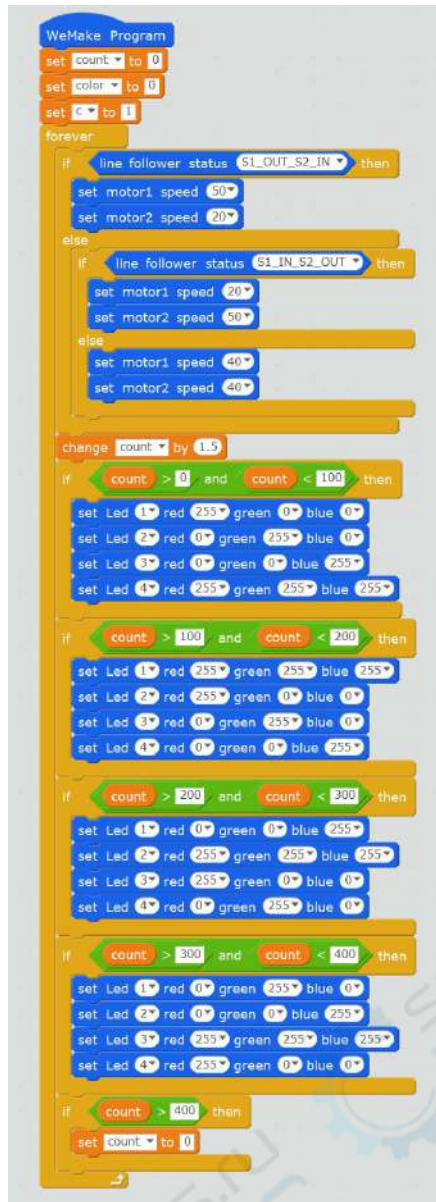 WeMake Program
set count to 0
set color to 0
set c to 1
forever
if line follower status S1_OUT_S2_IN then
set motor1 speed 50
set motor2 speed 20
else
if line follower status S1_IN_S2_OUT then
set motor1 speed 20
set motor2 speed 50
else
set motor1 speed 40
set motor2 speed 40
change count by 1.5
if count > 0 and count < 100 then
set Led 1 red 255 green 0 blue 0
set Led 2 red 0 green 255 blue 0
set Led 3 red 0 green 0 blue 255
set Led 4 red 255 green 255 blue 255
if count > 100 and count < 200 then
set Led 1 red 255 green 255 blue 255
set Led 2 red 255 green 0 blue 0
set Led 3 red 0 green 255 blue 0
set Led 4 red 0 green 0 blue 255
if count > 200 and count < 300 then
set Led 1 red 0 green 0 blue 255
set Led 2 red 255 green 255 blue 255
set Led 3 red 255 green 0 blue 0
set Led 4 red 0 green 255 blue 0
if count > 300 and count < 400 then
set Led 1 red 0 green 255 blue 0
set Led 2 red 0 green 0 blue 255
set Led 3 red 255 green 255 blue 255
set Led 4 red 255 green 0 blue 0
if count > 400 then
set count to 0